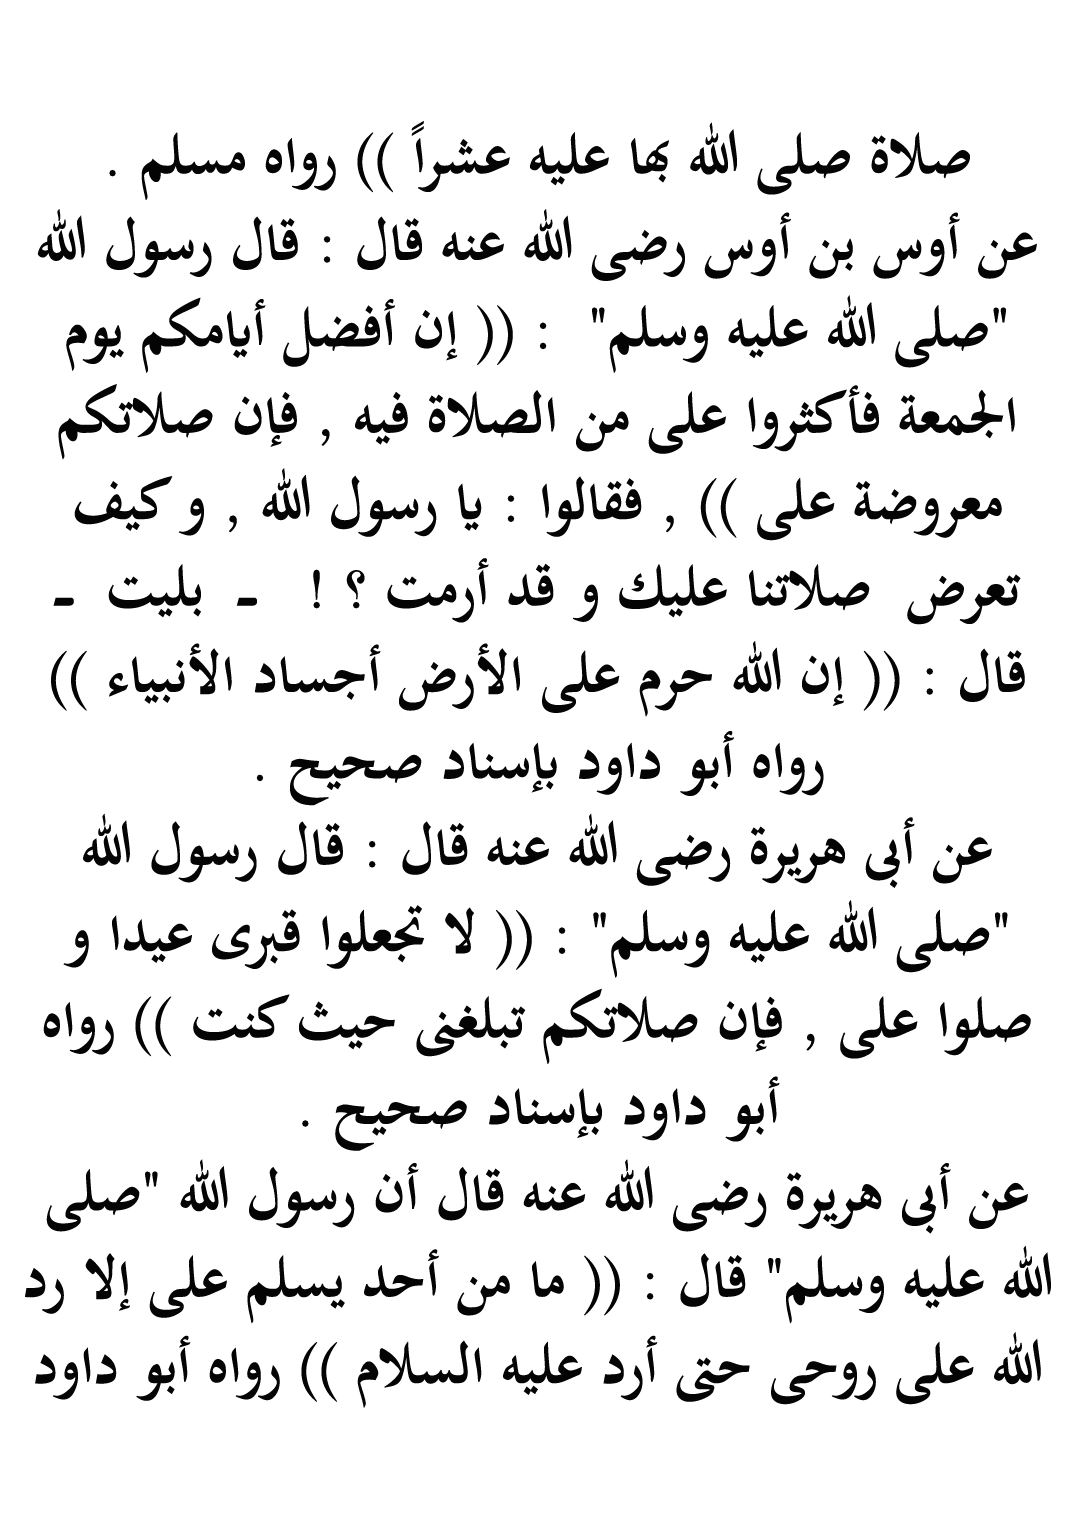 صلاة صلى الله بها عليه عشراً )) رواه مسلم .
عن أوس بن أوس رضى الله عنه قال : قال رسول الله
"صلى الله عليه وسلم" : (( إن أفضل أيامكم يوم
الجمعة فأكثروا على من الصلاة فيه , فإن صلاتكم
معروضة على )) , فقالوا : يا رسول الله , و كيف
تعرض صلاتنا عليك و قد أرمت ؟ ! ـ بليت ـ
قال : (( إن الله حرم على الأرض أجساد الأنبياء ))
رواه أبو داود بإسناد صحيح .
عن أبى هريرة رضى الله عنه قال : قال رسول الله
"صلى الله عليه وسلم" : (( لا تجعلوا قبرى عيدا و
صلوا على , فإن صلاتكم تبلغنى حيث كنت )) رواه
أبو داود بإسناد صحيح .
عن أبى هريرة رضى الله عنه قال أن رسول الله "صلى
الله عليه وسلم" قال : (( ما من أحد يسلم على إلا رد
الله على روحى حتى أرد عليه السلام )) رواه أبو داود